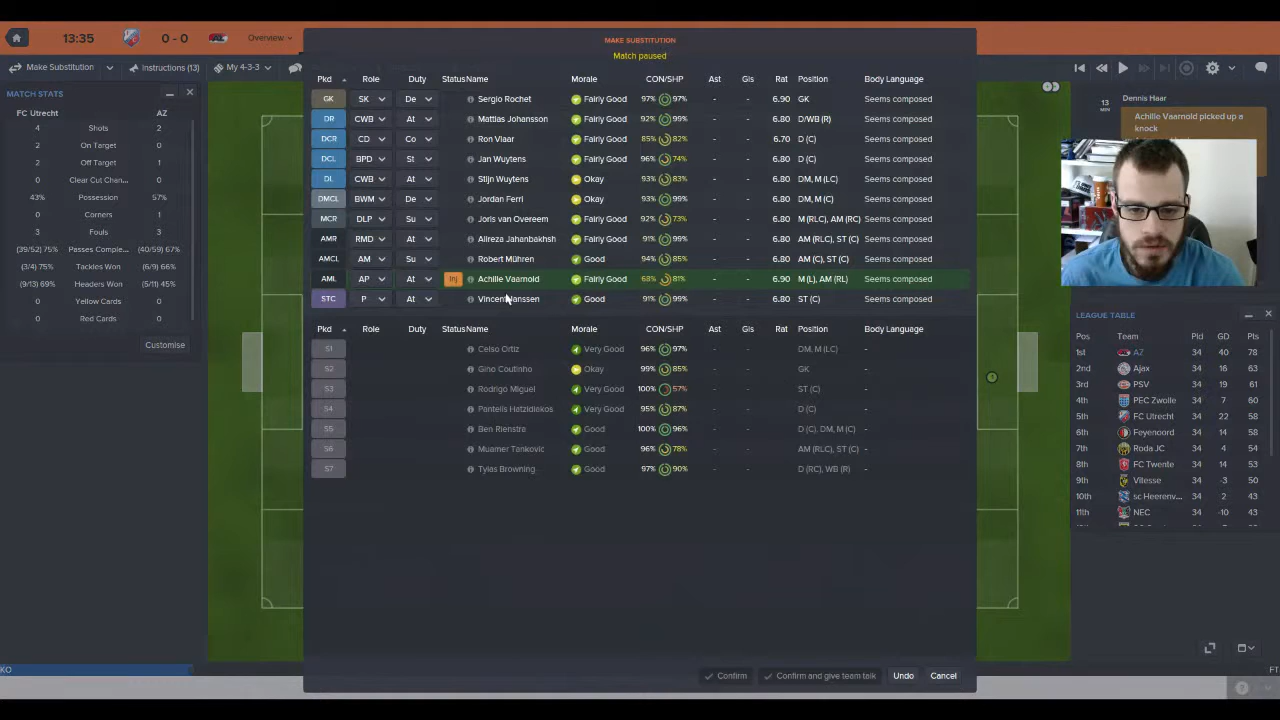 13:35
0 - 0
Overview
MAKE SUBSTITUTION
Match paused
Make Substitution
Instructions (13)
My 4-3-3
MATCH STATS
FC Utrecht AZ
4 Shots 2
2 On Target 0
2 Off Target 1
0 Clear Cut Chan... 0
43% Possession 57%
0 Corners 1
3 Fouls 0
(39/52) 75% Passes Comple... (40/59) 67%
(3/4) 75% Tackles Won (6/9) 66%
(9/13) 69% Headers Won (5/11) 45%
0 Yellow Cards 0
0 Red Cards 0
Customise
Pkd Role Duty Status Name Morale CON/SHP Ast Gls Rat Position Body Language
GK SK De Sergio Rochet Fairly Good 97% 97% - - 6.90 GK Seems composed
DR CWB At Mattias Johansson Fairly Good 92% 99% - - 6.80 D/WB (R) Seems composed
DCR CD Co Ron Vlaar Fairly Good 85% 82% - - 6.70 D (C) Seems composed
DCL BPD St Jan Wuytens Fairly Good 96% 74% - - 6.80 D (C) Seems composed
DL CWB At Stijn Wuytens Okay 93% 83% - - 6.80 DM, M (LC) Seems composed
DMCL BWM De Jordan Ferri Okay 93% 99% - - 6.80 DM, M (C) Seems composed
MCR DLP Su Joris van Overeem Fairly Good 92% 73% - - 6.80 M (RLC), AM (RC) Seems composed
AMR RMD At Alireza Jahanbakhsh Fairly Good 91% 99% - - 6.80 AM (RLC), ST (C) Seems composed
AMCL AM Su Robert Mühren Fairly Good 94% 85% - - 6.80 AM (C), ST (C) Seems composed
AML AP At Inj Achille Vaarnold Fairly Good 68% 81% - - 6.90 M (L), AM (RL) Seems composed
STC P At Vincent Janssen Good 91% 99% - - 6.80 ST (C) Seems composed
Pkd Role Duty Status Name Morale CON/SHP Ast Gls Rat Position Body Language
S1 Celso Ortiz Very Good 96% 97% - - DM, M (LC) -
S2 Gino Coutinho Okay 99% 85% - - GK -
S3 Rodrigo Miguel Very Good 100% 57% - - ST (C) -
S4 Pantelis Hatzidiakos Very Good 95% 87% - - D (C) -
S5 Ben Rienstra Good 100% 96% - - D (C), DM, M (C) -
S6 Muamer Tankovic Good 96% 78% - - AM (RLC), ST (C) -
S7 Tyias Browning Good 97% 90% - - D (RC), WB (R) -
Confirm
Confirm and give team talk
Undo
Cancel
13
MIN
Dennis Haar
Achille Vaarnold picked up a
knock
LEAGUE TABLE
Pos Team Pld GD Pts
1st AZ 34 40 78
2nd Ajax 34 16 63
3rd PSV 34 19 61
4th PEC Zwolle 34 7 60
5th FC Utrecht 34 22 58
6th Feyenoord 34 14 58
7th Roda JC 34 4 54
8th FC Twente 34 14 53
9th Vitesse 34 -3 50
10th sc Heerenv... 34 2 43
11th NEC 34 -10 43
KO
FT